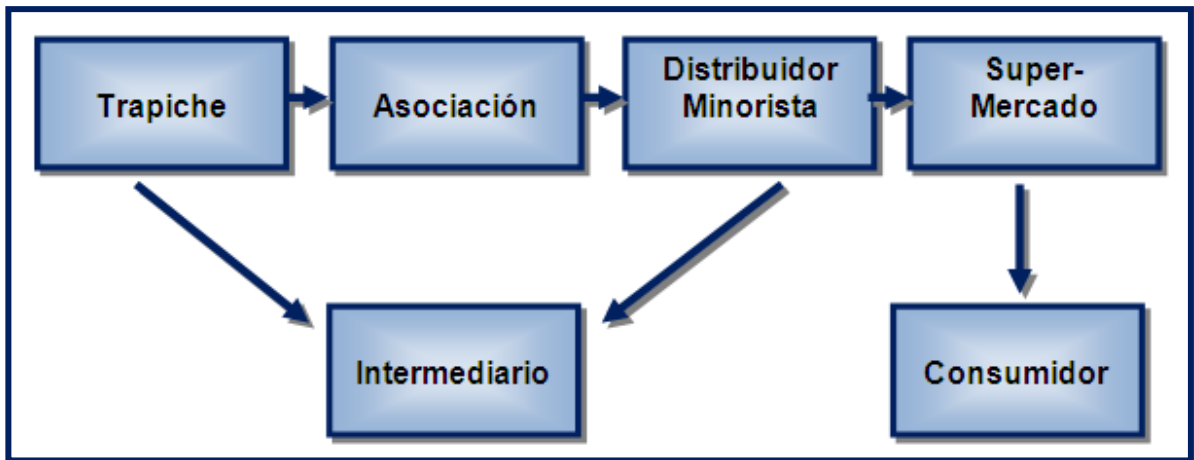 Trapiche
Asociación
Distribuidor
Minorista
Super-
Mercado
Intermediario
Consumidor